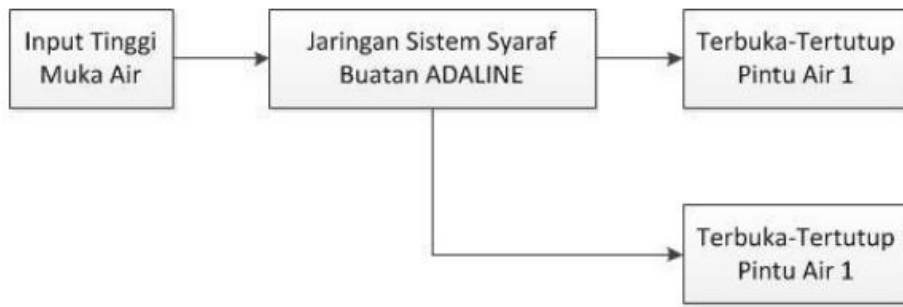 Input Tinggi
Muka Air
Jaringan Sistem Syaraf
Buatan ADALINE
Terbuka-Tertutup
Pintu Air 1
Terbuka-Tertutup
Pintu Air 1